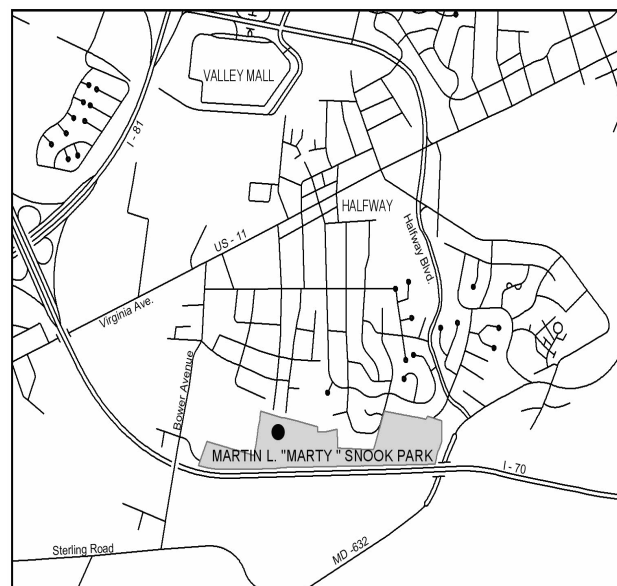 VALLEY MALL
I - 81
HALFWAY
US - 11
Halfway Blvd.
Virginia Ave.
Bower Avenue
MARTIN L. "MARTY " SNOOK PARK
I - 70
Sterling Road
MD -632